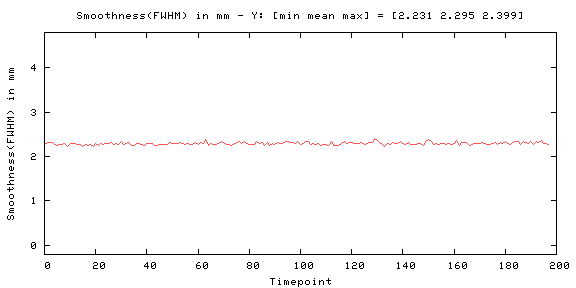 Smoothness(FWHM) in mm - Y: [min mean max] = [2.231 2.295 2.399]
4
3
2
1
0
Smoothness(FWHM) in mm
0 20 40 60 80 100 120 140 160 180 200
Timepoint